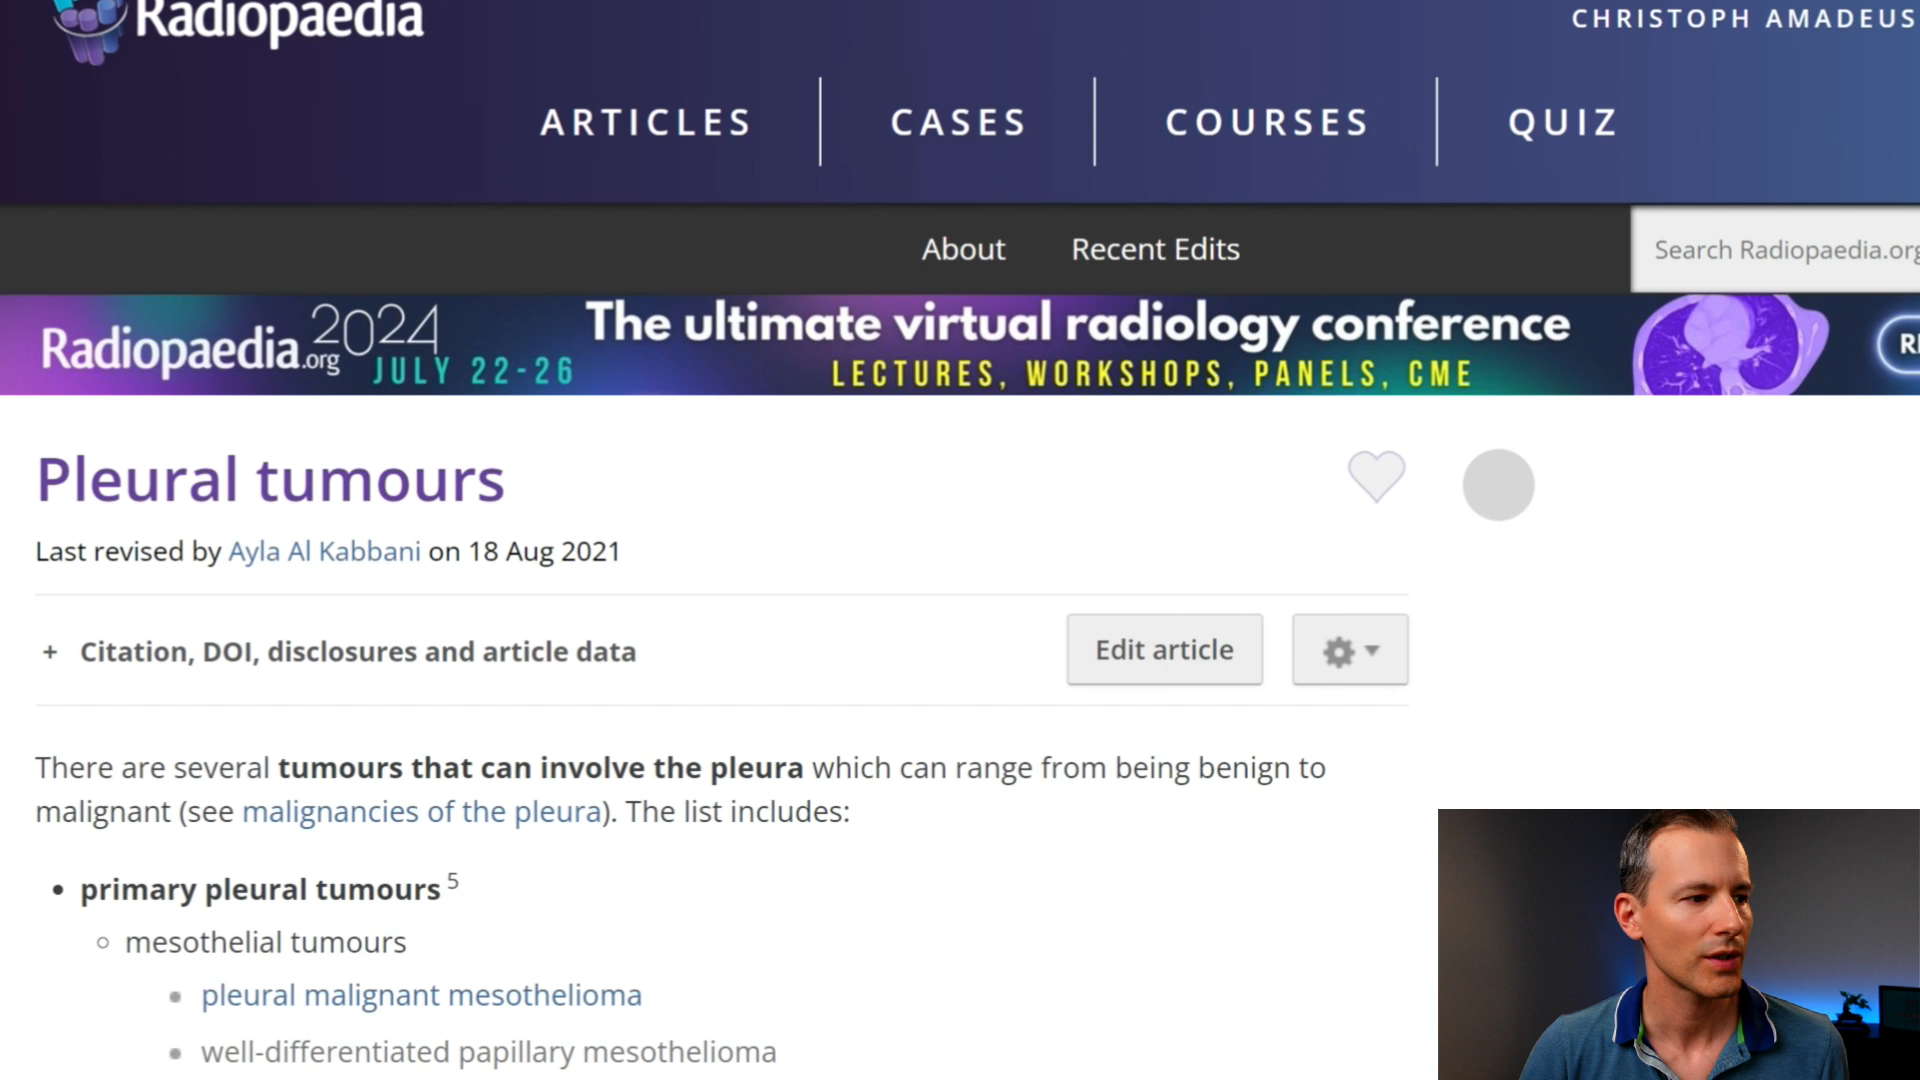 Radiopaedia
CHRISTOPH AMADEUS
ARTICLES
CASES
COURSES
QUIZ
About
Recent Edits
Search Radiopaedia.org
Radiopaedia.org 2024
JULY 22-26
The ultimate virtual radiology conference
LECTURES, WORKSHOPS, PANELS, CME
Pleural tumours
Last revised by Ayla Al Kabbani on 18 Aug 2021
+ Citation, DOI, disclosures and article data
Edit article
There are several tumours that can involve the pleura which can range from being benign to
malignant (see malignancies of the pleura). The list includes:
• primary pleural tumours 5
○ mesothelial tumours
▪ pleural malignant mesothelioma
▪ well-differentiated papillary mesothelioma